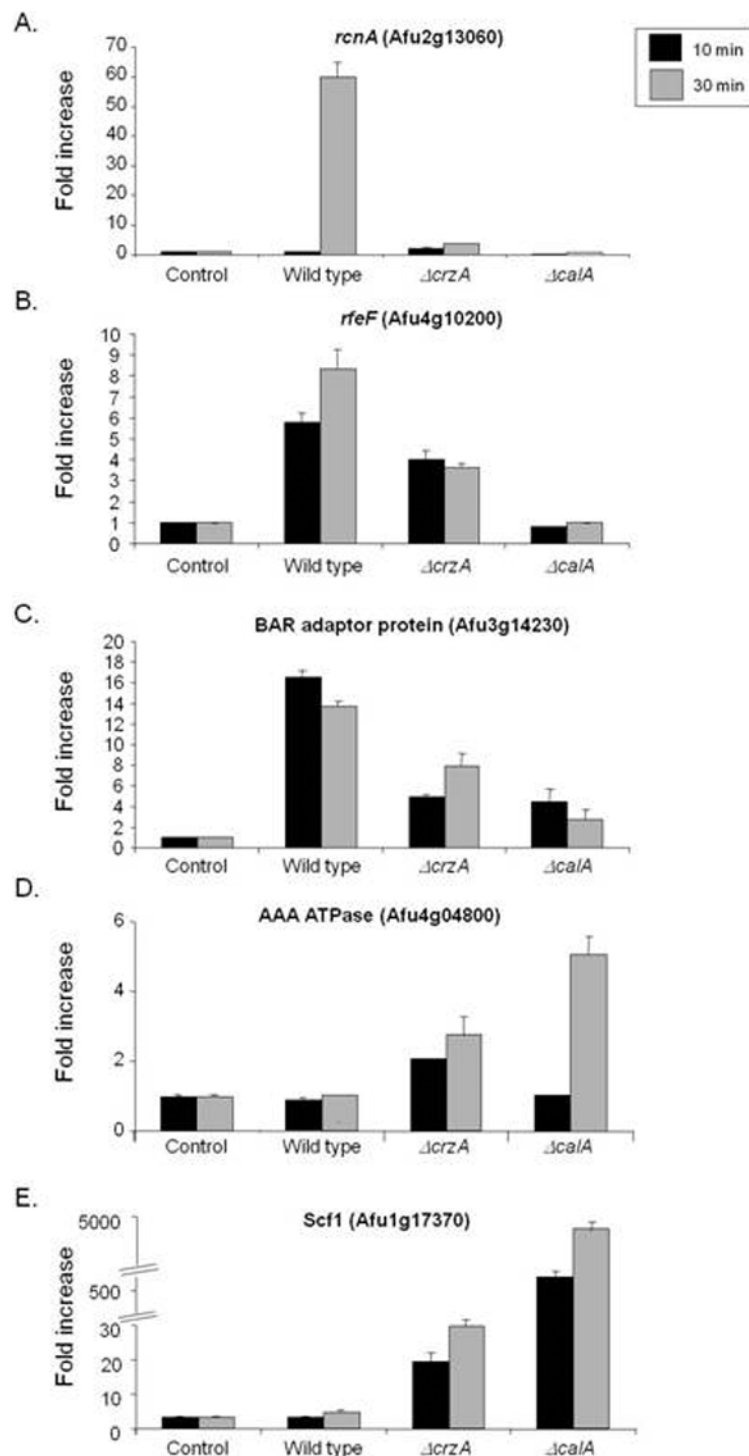 A.
rcnA (Afu2g13060)
10 min
30 min
Fold increase
70
60
50
40
30
20
10
0
Control Wild type ΔcrzA ΔcalA
B.
rfeF (Afu4g10200)
Fold increase
10
9
8
7
6
5
4
3
2
1
0
Control Wild type ΔcrzA ΔcalA
C.
BAR adaptor protein (Afu3g14230)
Fold increase
20
18
16
14
12
10
8
6
4
2
0
Control Wild type ΔcrzA ΔcalA
D.
AAA ATPase (Afu4g04800)
Fold increase
6
4
2
0
Control Wild type ΔcrzA ΔcalA
E.
Scf1 (Afu1g17370)
Fold increase
5000
500
30
20
10
0
Control Wild type ΔcrzA ΔcalA